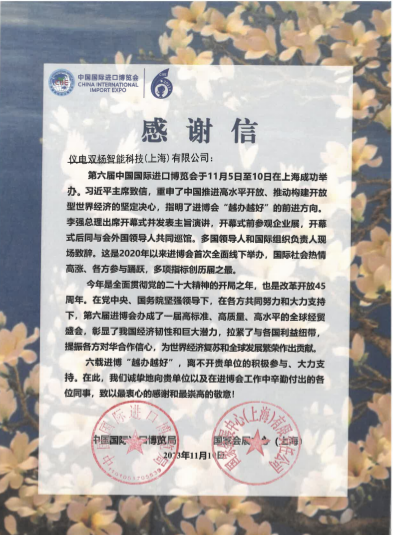 中国国际进口博览会
CHINA INTERNATIONAL
IMPORT EXPO
感谢信
仪电双杨智能科技(上海)有限公司：
第六届中国国际进口博览会于11月5日至10日在上海成功举
办。习近平主席致信，重申了中国推进高水平开放、推动构建开放
型世界经济的坚定决心，指明了进博会“越办越好”的前进方向。
李强总理出席开幕式并发表主旨演讲，开幕式前参观企业展，开幕
式后同与会外国领导人共同巡馆。多国领导人和国际组织负责人现
场致辞。这是2020年以来进博会首次全面线下举办，国际社会热情
高涨、各方参与踊跃，多项指标创历届之最。
今年是全面贯彻党的二十大精神的开局之年，也是改革开放45
周年。在党中央、国务院坚强领导下，在各方共同努力和大力支持
下，第六届进博会办成了一届高标准、高质量、高水平的全球经贸
盛会，彰显了我国经济韧性和巨大潜力，拉紧了与各国利益纽带，
提振各方对华合作信心，为世界经济复苏和全球发展繁荣作出贡献。
六载进博“越办越好”，离不开贵单位的积极参与、大力支
持。在此，我们诚挚地向贵单位以及在进博会工作中辛勤付出的各
位同事，致以最衷心的感谢和最崇高的敬意！
中国国际进口博览局
国家会展中心（上海）
2023年11月10日